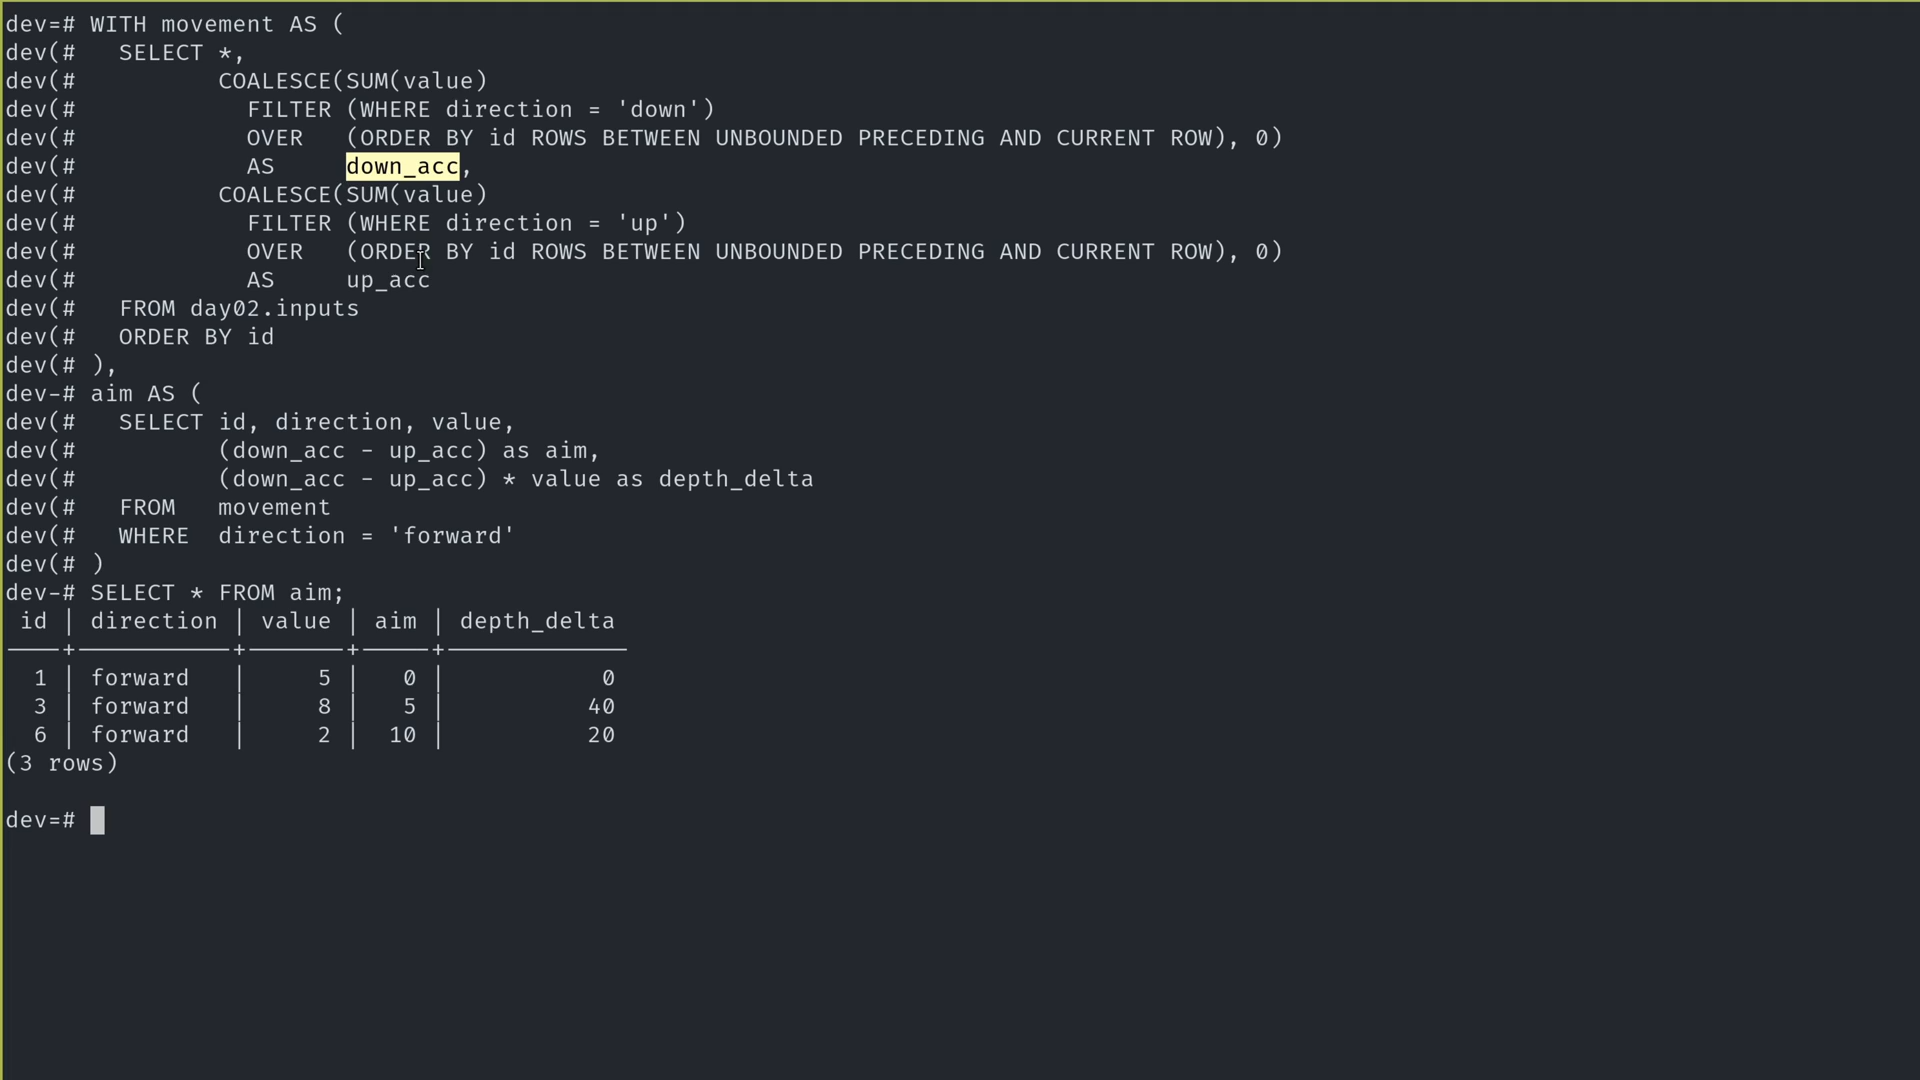 dev=# WITH movement AS (
dev(#   SELECT *,
dev(#          COALESCE(SUM(value)
dev(#            FILTER (WHERE direction = 'down')
dev(#            OVER   (ORDER BY id ROWS BETWEEN UNBOUNDED PRECEDING AND CURRENT ROW), 0)
dev(#            AS     down_acc,
dev(#          COALESCE(SUM(value)
dev(#            FILTER (WHERE direction = 'up')
dev(#            OVER   (ORDER BY id ROWS BETWEEN UNBOUNDED PRECEDING AND CURRENT ROW), 0)
dev(#            AS     up_acc
dev(#   FROM day02.inputs
dev(#   ORDER BY id
dev(# ),
dev-# aim AS (
dev(#   SELECT id, direction, value,
dev(#          (down_acc - up_acc) as aim,
dev(#          (down_acc - up_acc) * value as depth_delta
dev(#   FROM   movement
dev(#   WHERE  direction = 'forward'
dev(# )
dev-# SELECT * FROM aim;
 id │ direction │ value │ aim │ depth_delta
────+───────────+───────+─────+─────────────
  1 │ forward   │     5 │   0 │           0
  3 │ forward   │     8 │   5 │          40
  6 │ forward   │     2 │  10 │          20
(3 rows)
dev=#